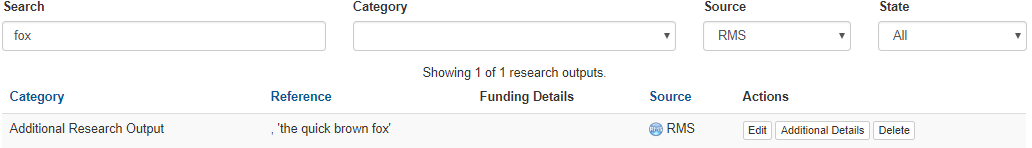 Search Category Source State
fox RMS All
Showing 1 of 1 research outputs.
Category Reference Funding Details Source Actions
Additional Research Output , 'the quick brown fox' RMS RMS Edit Additional Details Delete